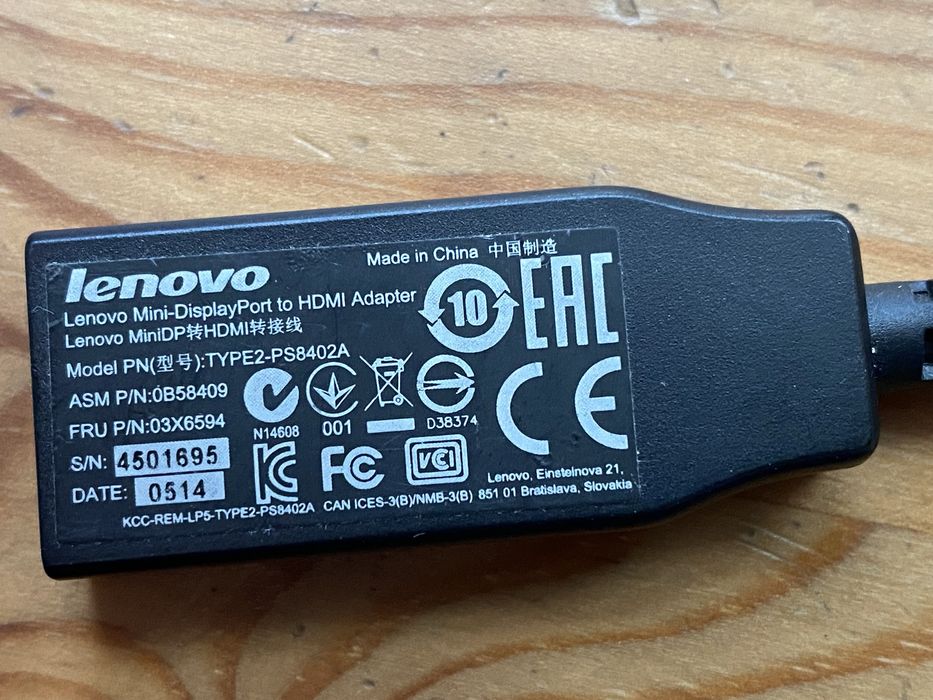 lenovo
Made in China 中国制造
Lenovo Mini-DisplayPort to HDMI Adapter
Lenovo MiniDP转HDMI转接线
Model PN(型号):TYPE2-PS8402A
ASM P/N:0B58409
FRU P/N:03X6594
S/N: 4501695
DATE: 0514
10
EAC
N14608
001
D38374
CE
KC
FC
VCI
Lenovo, Einsteinova 21,
851 01 Bratislava, Slovakia
KCC-REM-LP5-TYPE2-PS8402A
CAN ICES-3(B)/NMB-3(B)